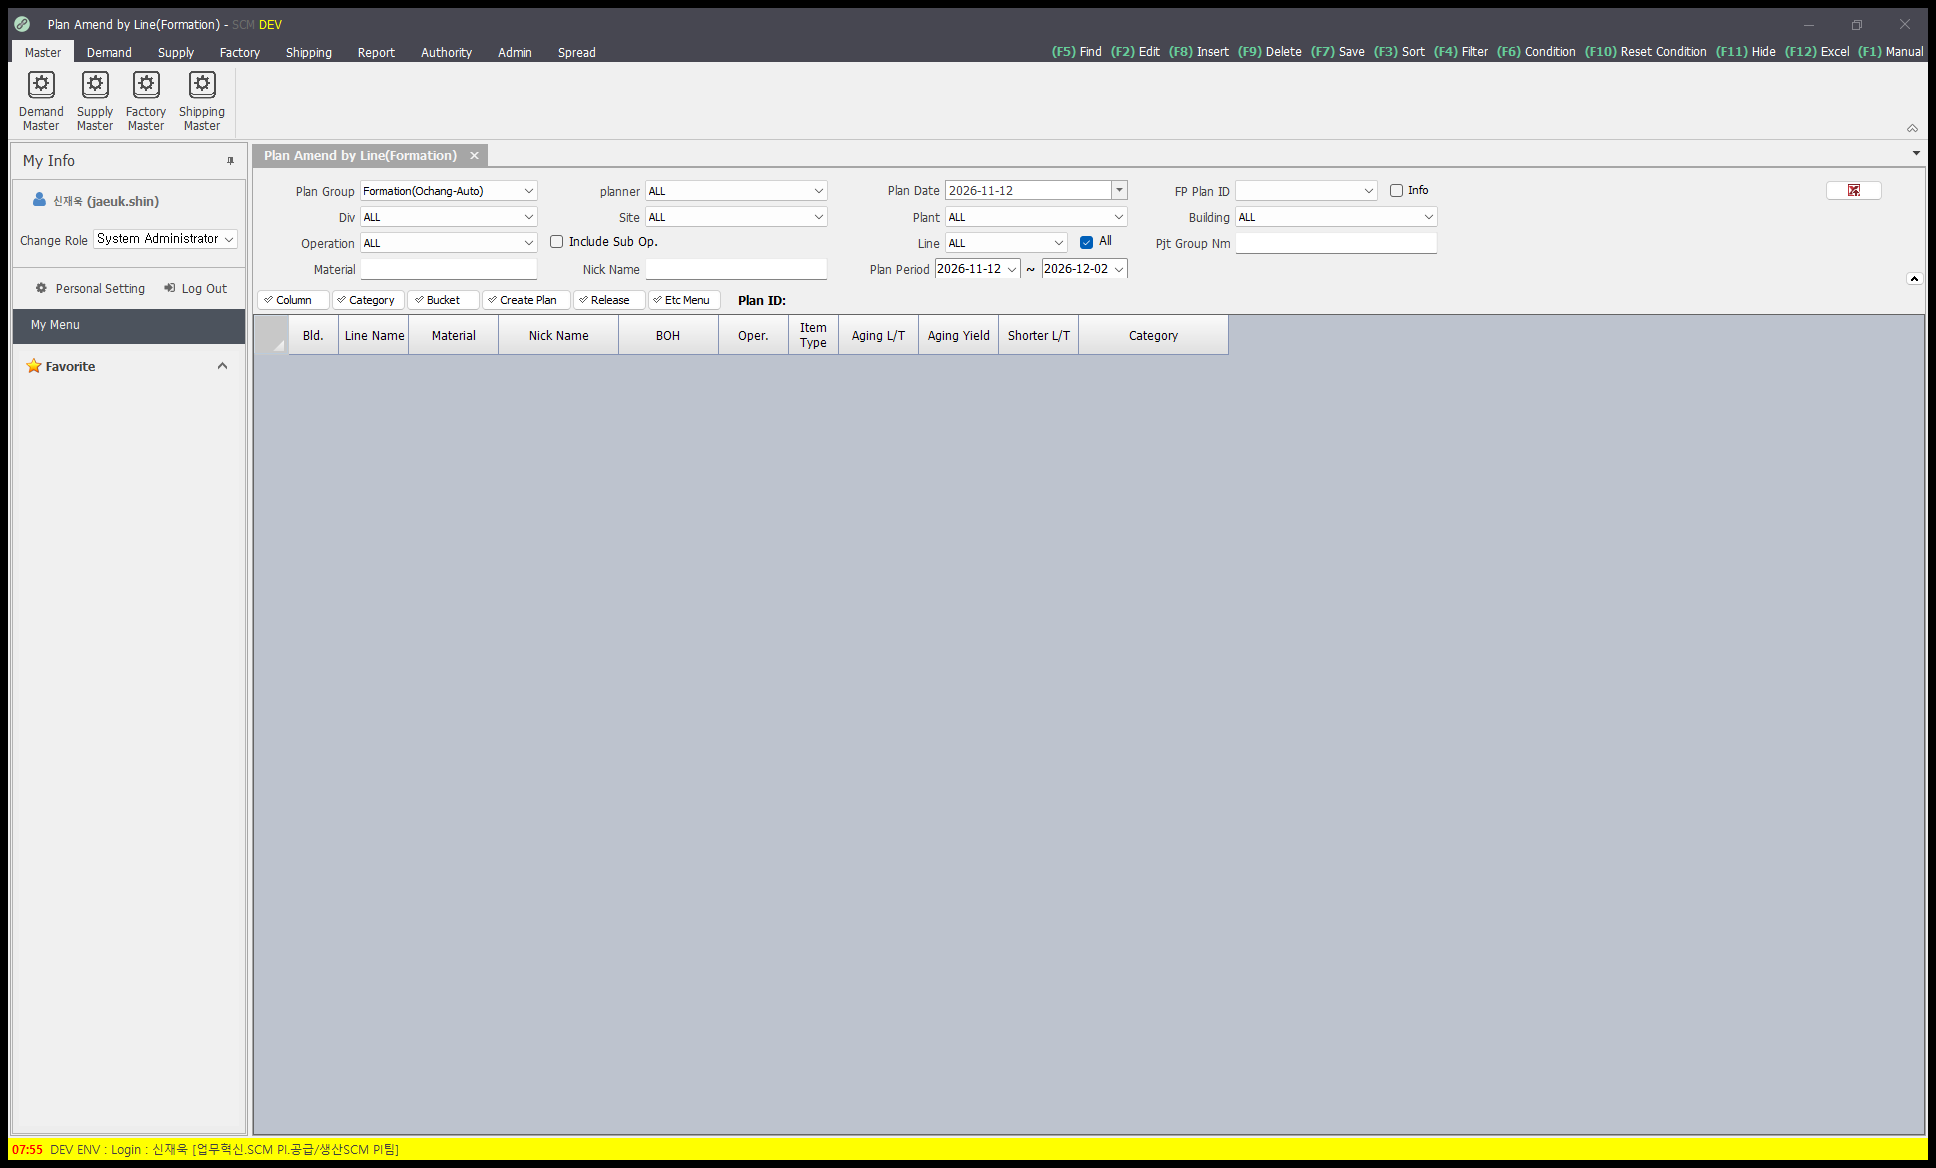 Plan Amend by Line(Formation) - SCM DEV
Master Demand Supply Factory Shipping Report Authority Admin Spread
(F5) Find (F2) Edit (F8) Insert (F9) Delete (F7) Save (F3) Sort (F4) Filter (F6) Condition (F10) Reset Condition (F11) Hide (F12) Excel (F1) Manual
Demand Master
Supply Master
Factory Master
Shipping Master
My Info
신재욱 (jaeuk.shin)
Change Role System Administrator
Personal Setting Log Out
My Menu
Favorite
Plan Amend by Line(Formation)
Plan Group Formation(Ochang-Auto) planner ALL Plan Date 2026-11-12 FP Plan ID Info
Div ALL Site ALL Plant ALL Building ALL
Operation ALL Include Sub Op. Line ALL All Pjt Group Nm
Material Nick Name Plan Period 2026-11-12 ~ 2026-12-02
Column Category Bucket Create Plan Release Etc Menu Plan ID:
Bld. Line Name Material Nick Name BOH Oper. Item Type Aging L/T Aging Yield Shorter L/T Category
07:55 DEV ENV : Login : 신재욱 [업무혁신.SCM PI.공급/생산SCM PI팀]